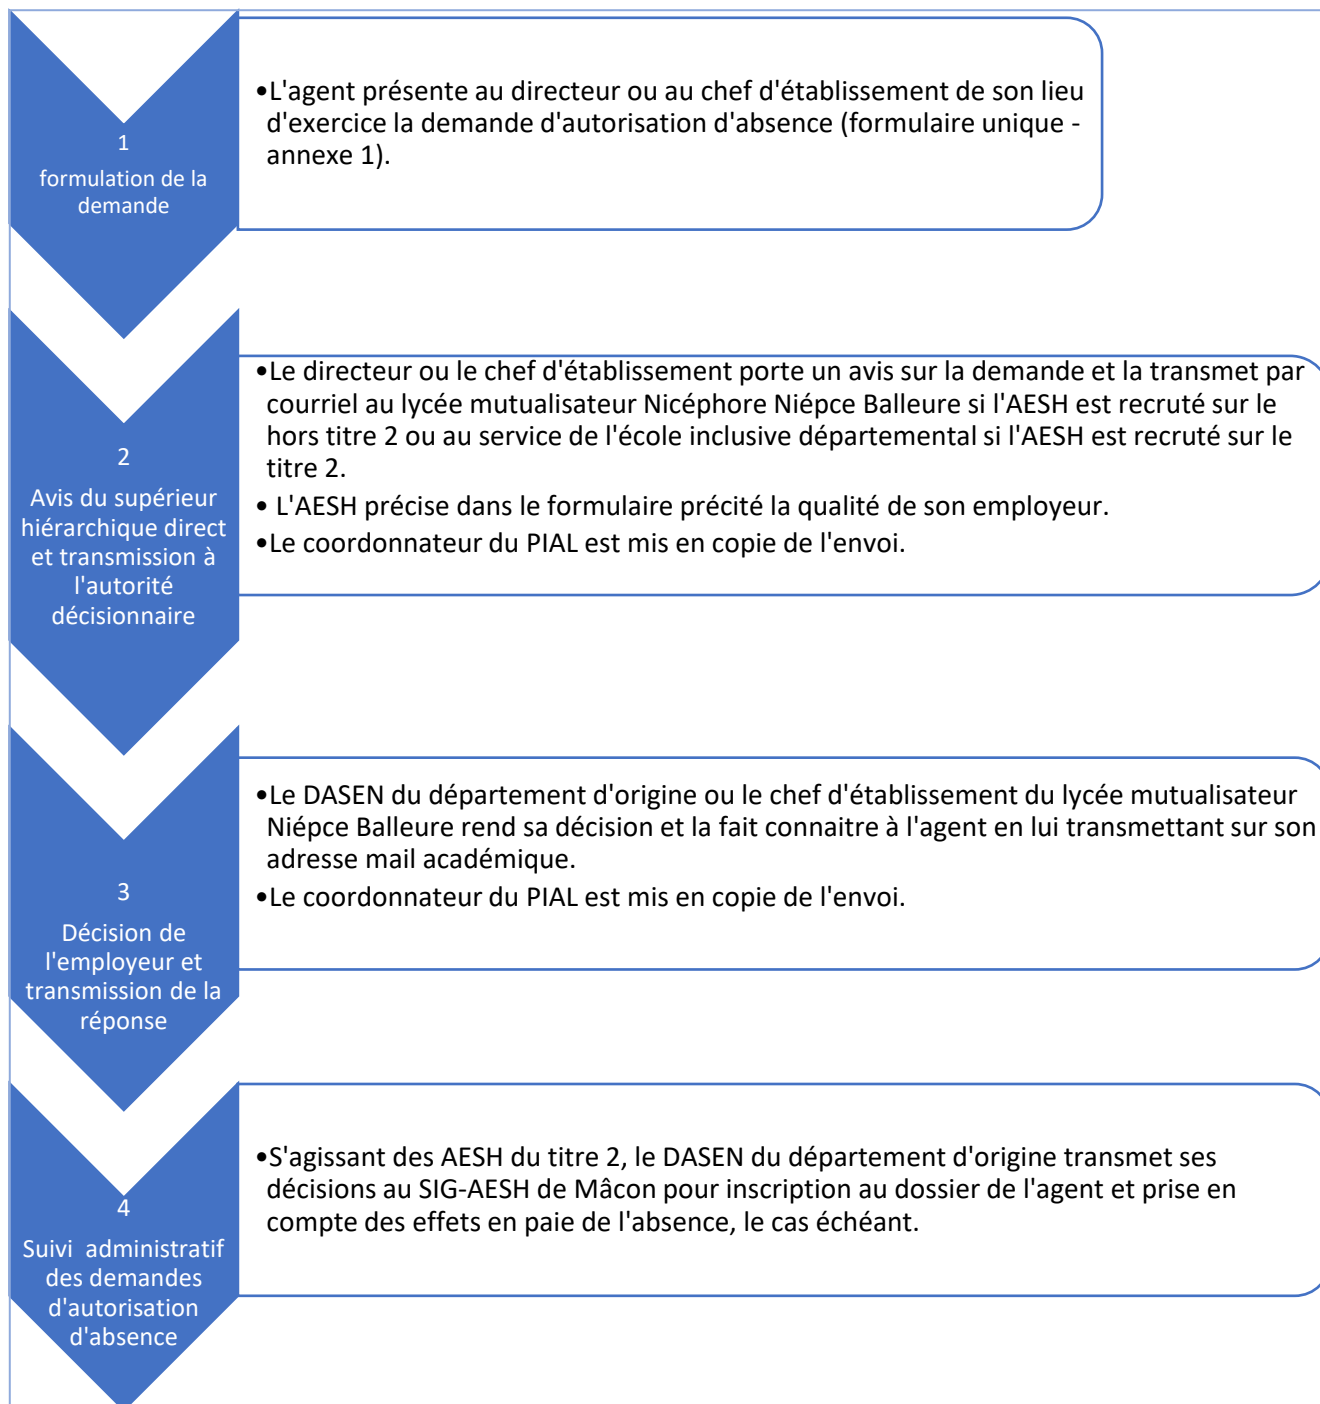 1
formulation de la
demande
•L'agent présente au directeur ou au chef d'établissement de son lieu
d'exercice la demande d'autorisation d'absence (formulaire unique -
annexe 1).
2
Avis du supérieur
hiérarchique direct
et transmission à
l'autorité
décisionnaire
•Le directeur ou le chef d'établissement porte un avis sur la demande et la transmet par
courriel au lycée mutualisateur Nicéphore Niépce Balleure si l'AESH est recruté sur le
hors titre 2 ou au service de l'école inclusive départemental si l'AESH est recruté sur le
titre 2.
• L'AESH précise dans le formulaire précité la qualité de son employeur.
•Le coordonnateur du PIAL est mis en copie de l'envoi.
3
Décision de
l'employeur et
transmission de la
réponse
•Le DASEN du département d'origine ou le chef d'établissement du lycée mutualisateur
Niépce Balleure rend sa décision et la fait connaitre à l'agent en lui transmettant sur son
adresse mail académique.
•Le coordonnateur du PIAL est mis en copie de l'envoi.
4
Suivi  administratif
des demandes
d'autorisation
d'absence
•S'agissant des AESH du titre 2, le DASEN du département d'origine transmet ses
décisions au SIG-AESH de Mâcon pour inscription au dossier de l'agent et prise en
compte des effets en paie de l'absence, le cas échéant.